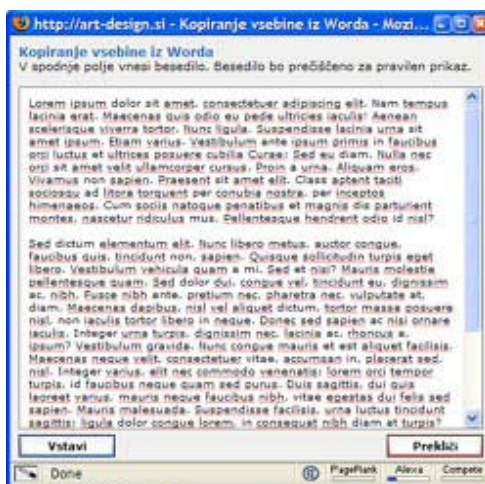 http://art-design.si - Kopiranje vsebine iz Worda - Mozi...
Kopiranje vsebine iz Worda
V spodnje polje vnesi besedilo. Besedilo bo prečiščeno za pravilen prikaz.
Lorem ipsum dolor sit amet, consectetuer adipiscing elit. Nam tempus
lacinia erat. Maecenas quis odio eu pede ultricies iaculis? Aenean
scelerisque viverra tortor. Nunc ligula. Suspendisse lacinia urna sit
amet ipsum. Etiam varius. Vestibulum ante ipsum primis in faucibus
orci luctus et ultrices posuere cubilia Curae; Sed eu diam. Nulla nec
orci sit amet velit ullamcorper cursus. Proin a urna. Aliquam eros.
Vivamus non sapien. Praesent sit amet elit. Class aptent taciti
sociosqu ad litora torquent per conubia nostra, per inceptos
himenaeos. Cum sociis natoque penatibus et magnis dis parturient
montes, nascetur ridiculus mus. Pellentesque hendrerit odio id nisl?
Sed dictum elementum elit. Nunc libero metus, auctor congue,
faucibus quis, tincidunt non, sapien. Quisque sollicitudin turpis eget
libero. Vestibulum vehicula quam a mi. Sed et nisl? Mauris molestie
pellentesque quam. Sed dolor dui, congue vel, tincidunt eu, dignissim
ac, nibh. Fusce nibh ante, pretium nec, pharetra nec, vulputate at,
diam. Maecenas dapibus, nisl vel aliquet dictum, tortor massa posuere
nisl, non iaculis tortor libero in neque. Donec sed sapien ac nisi ornare
iaculis. Integer urna turpis, dignissim nec, lacinia ac, rhoncus a,
ipsum? Vestibulum gravida. Nunc congue mauris et est aliquet facilisis.
Maecenas neque velit, consectetuer vitae, accumsan in, placerat sed,
nisl. Integer varius, elit nec commodo venenatis; lorem orci tempor
turpis, id faucibus neque quam sed purus. Duis sagittis, dui quis
laoreet varius, mauris neque faucibus nibh, vitae egestas dui felis sed
sapien. Mauris malesuada. Suspendisse facilisis, urna luctus tincidunt
sagittis; ligula dolor congue lorem, in consequat nibh diam et turpis?
Vstavi Prekliči
Done PageRank Alexa Compete